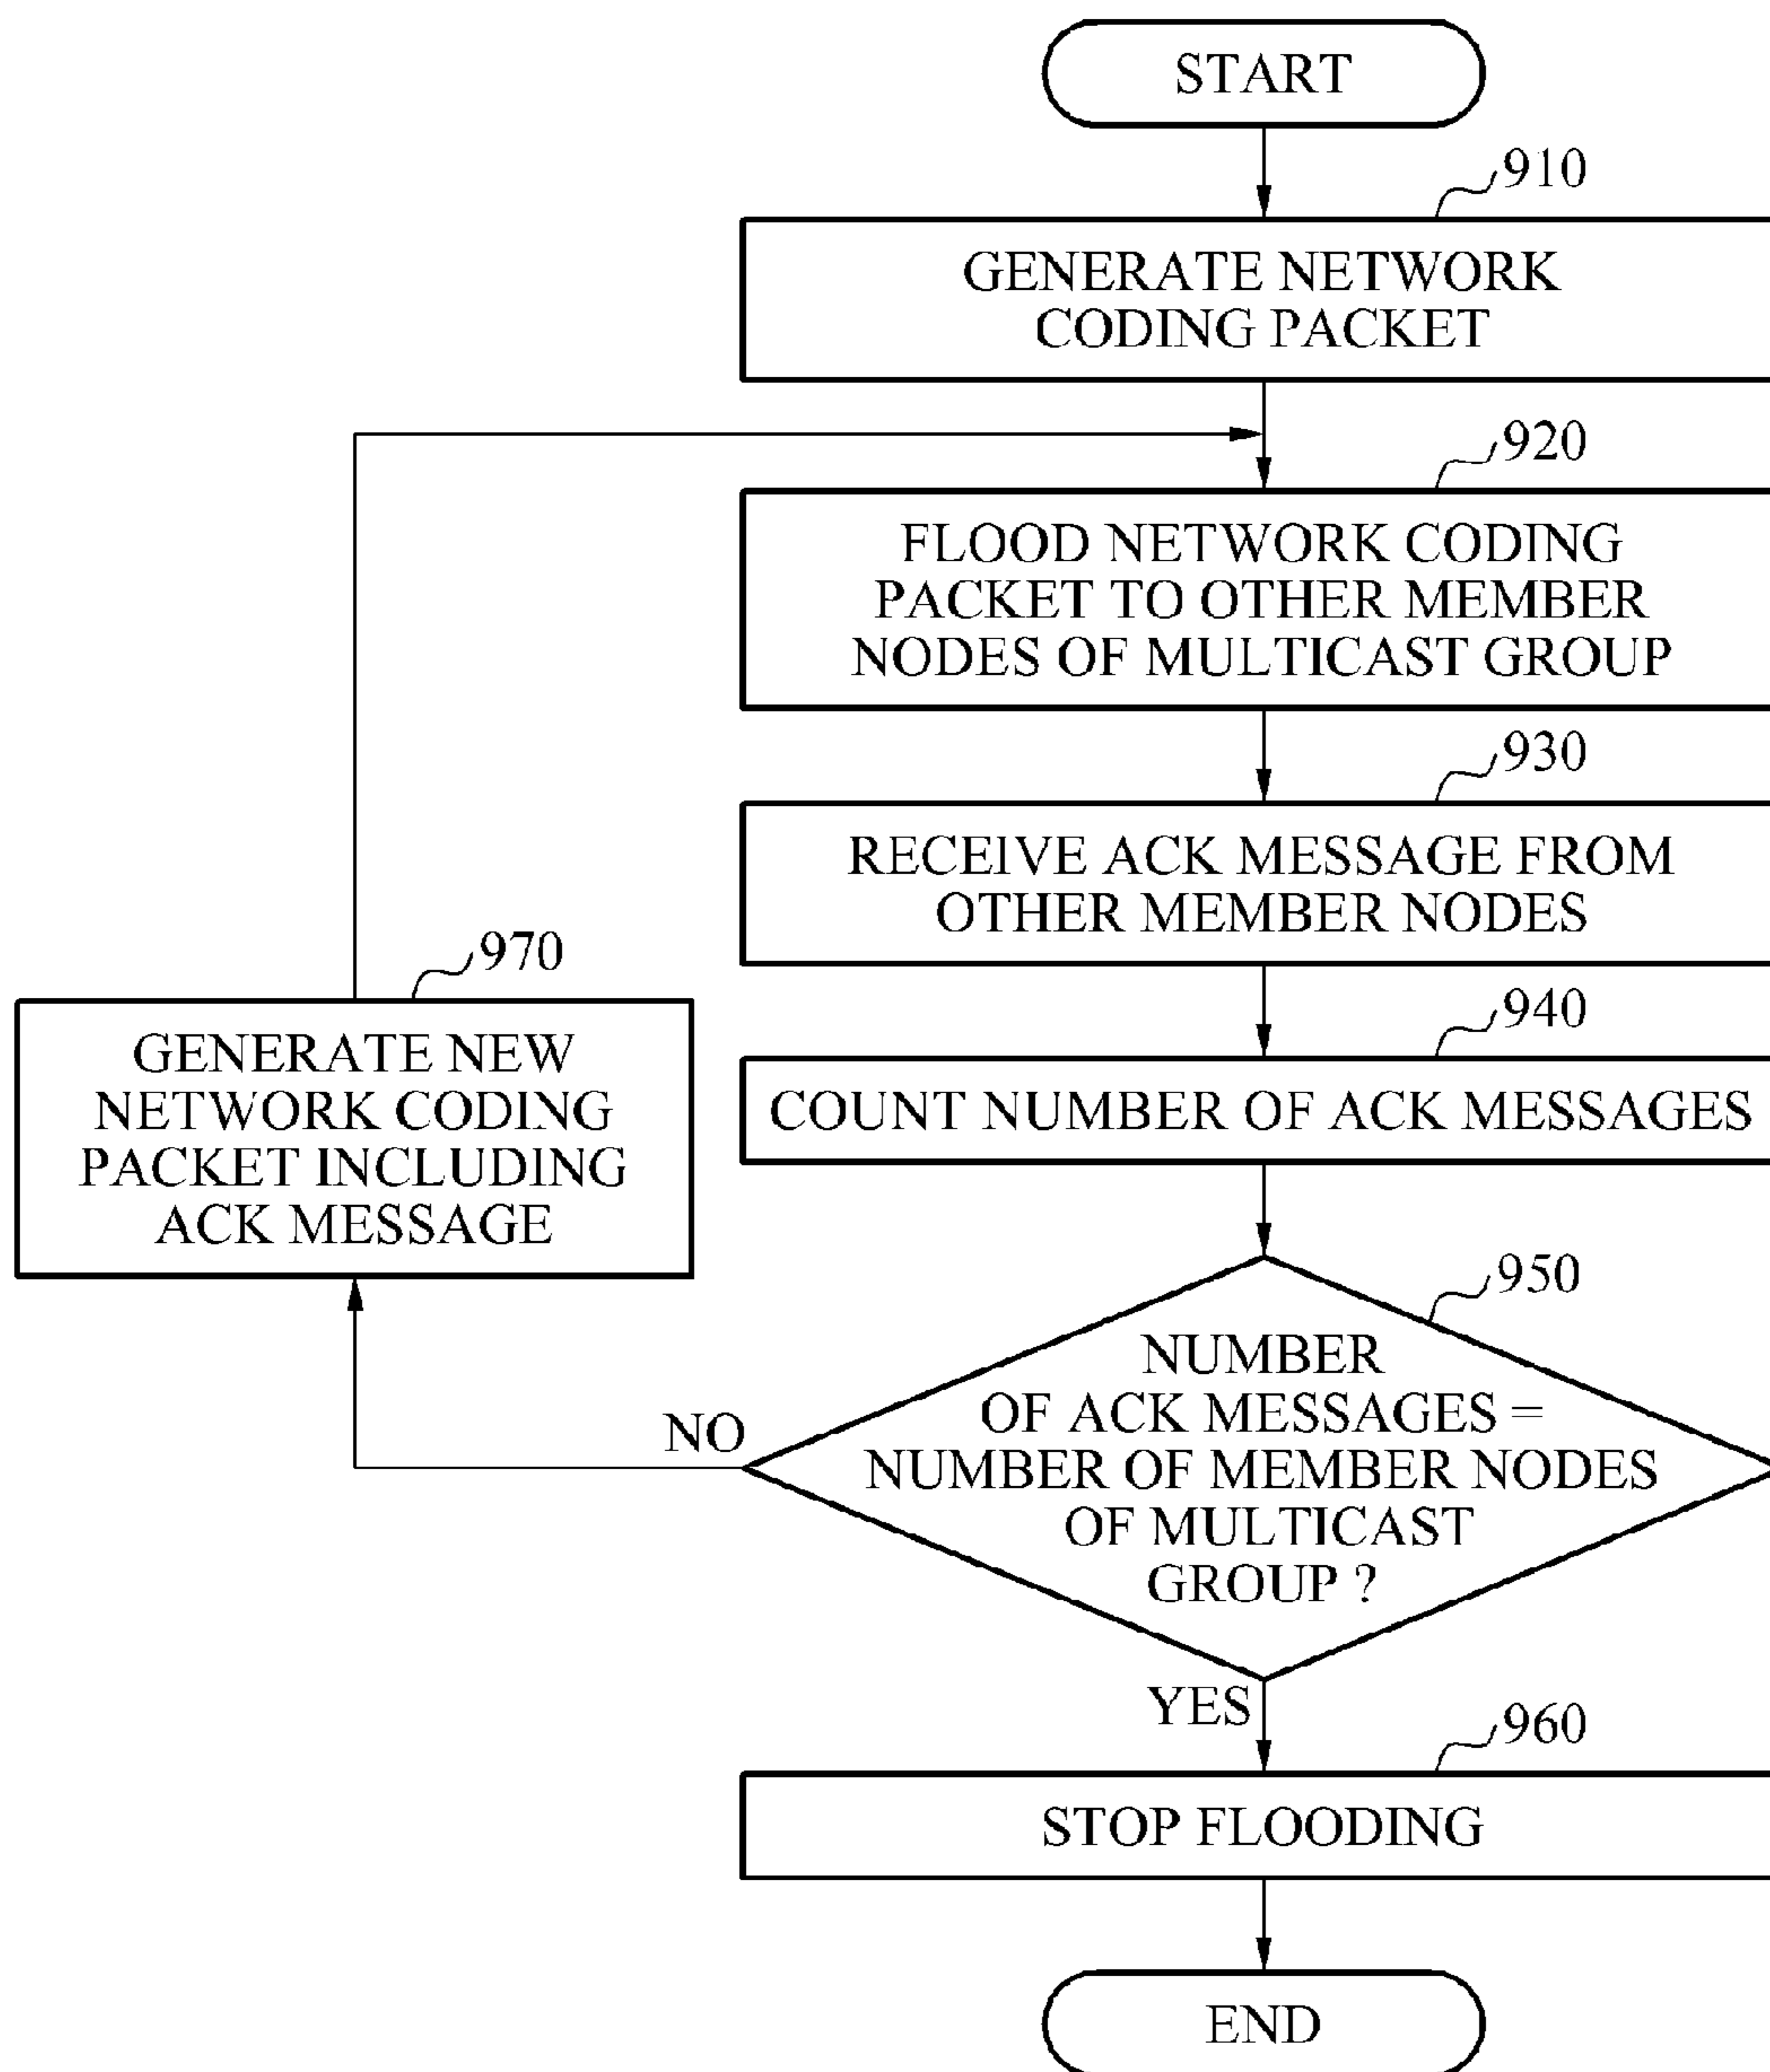 START
910
GENERATE NETWORK
CODING PACKET
920
FLOOD NETWORK CODING
PACKET TO OTHER MEMBER
NODES OF MULTICAST GROUP
930
RECEIVE ACK MESSAGE FROM
OTHER MEMBER NODES
970
GENERATE NEW
NETWORK CODING
PACKET INCLUDING
ACK MESSAGE
940
COUNT NUMBER OF ACK MESSAGES
950
NUMBER
OF ACK MESSAGES =
NUMBER OF MEMBER NODES
OF MULTICAST
GROUP ?
NO
YES
960
STOP FLOODING
END